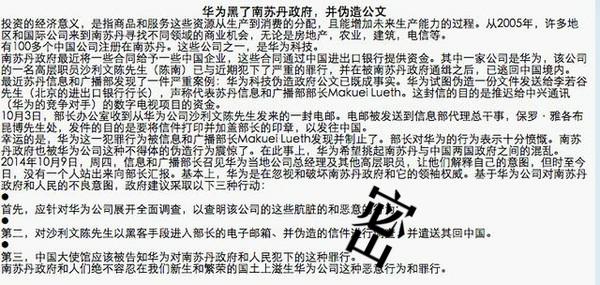 华为黑了南苏丹政府，并伪造公文
投资的经济意义，是指商品和服务这些资源从生产到消费的分配，且能增加未来生产能力的过程。从2005年，许多地
区和国际公司来到南苏丹寻找不同领域的商业机会，无论是房地产，农业，建筑，电信等。
有100多个中国公司注册在南苏丹。这些公司之一，是华为科技。
南苏丹政府最近将一些合同给予一些中国企业，这些合同通过中国进出口银行提供资金。其中一家公司是华为，该公司
的一名高层职员沙利文陈先生（陈南）已与近期犯下了严重的罪行，并在被南苏丹政府通缉之后，已逃回中国境内。
最近苏丹信息和广播部发现了一件严重案例：华为科技伪造政府公文已既成事实。华为试图伪造一份文件发送给李若谷
先生（北京的进出口银行行长），声称代表苏丹信息和广播部部长Makuei Lueth。这封信的目的是推迟给中兴通讯
（华为的竞争对手）的数字电视项目的资金。
10月3日，部长办公室收到从华为公司沙利文陈先生发来的一封电邮。电邮被发送到信息部代理总干事，保罗·雅各布
昆博先生处，发件的目的是要将信件打印并加盖部长的印章，以发往中国。
幸运的是，华为这一犯罪行为被信息和广播部长Makuei Lueth发现并制止了。部长对华为的行为表示十分愤慨。南苏
丹政府也被华为公司这种不得体的伪造行为震惊了。在此事上，华为希望挑起南苏丹与中国两国政府之间的混乱。
2014年10月9日，周四，信息和广播部长召见华为当地公司总经理及其他高层职员，让他们解释自己的意图，但时至今
日，没有一个人站出来向部长汇报。基本上，华为是在忽视和破坏南苏丹政府和它的领袖权威。基于华为公司对南苏丹
政府和人民的不良意图，政府建议采取以下三种行动：
首先，应针对华为公司展开全面调查，以查明该公司的这些肮脏的和恶意的
第二，对沙利文陈先生以黑客手段进入部长的电子邮箱、并伪造的信件进行 并遣送其回中国。
第三，中国大使馆应该被告知华为对南苏丹政府和人民犯下的这种罪行。
南苏丹政府和人们绝不容忍在我们新生和繁荣的国土上滋生华为公司这种恶意行为和罪行。
密